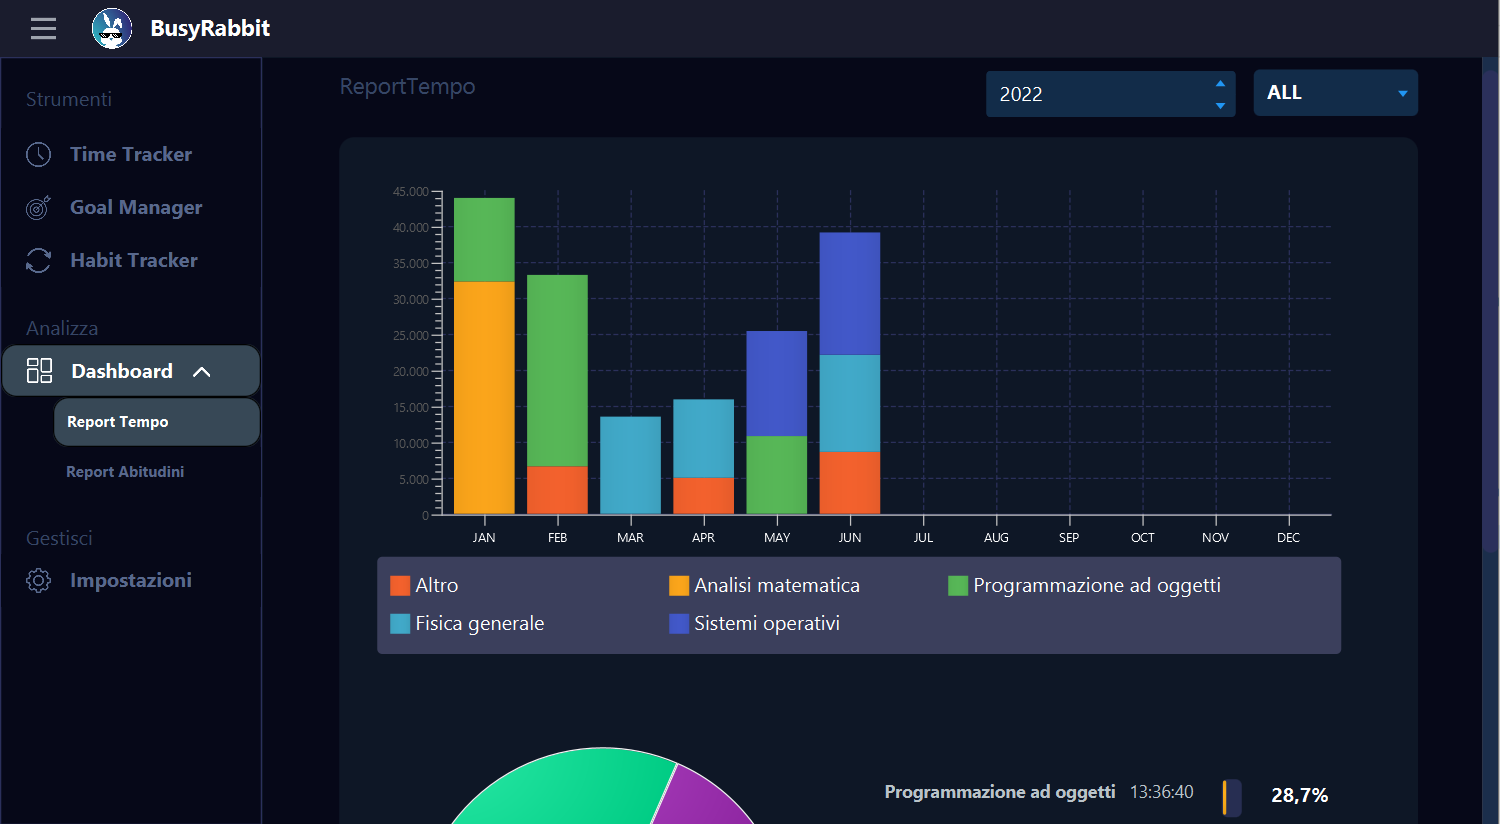 BusyRabbit
Strumenti
Time Tracker
Goal Manager
Habit Tracker
Analizza
Dashboard
Report Tempo
Report Abitudini
Gestisci
Impostazioni
ReportTempo
2022
ALL
45.000
40.000
35.000
30.000
25.000
20.000
15.000
10.000
5.000
0
JAN FEB MAR APR MAY JUN JUL AUG SEP OCT NOV DEC
Altro Analisi matematica Programmazione ad oggetti
Fisica generale Sistemi operativi
Programmazione ad oggetti 13:36:40 28,7%